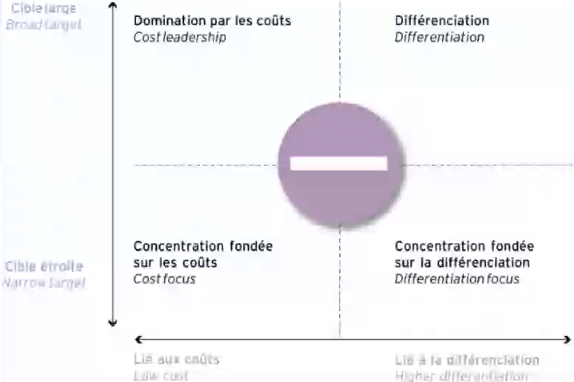 Cible large
Broad target
Domination par les coûts
Cost leadership
Différenciation
Differentiation
Concentration fondée
sur les coûts
Cost focus
Concentration fondée
sur la différenciation
Differentiation focus
Cible étroite
Narrow target
Lié aux coûts
Low cost
Lié à la différenciation
Higher differentiation